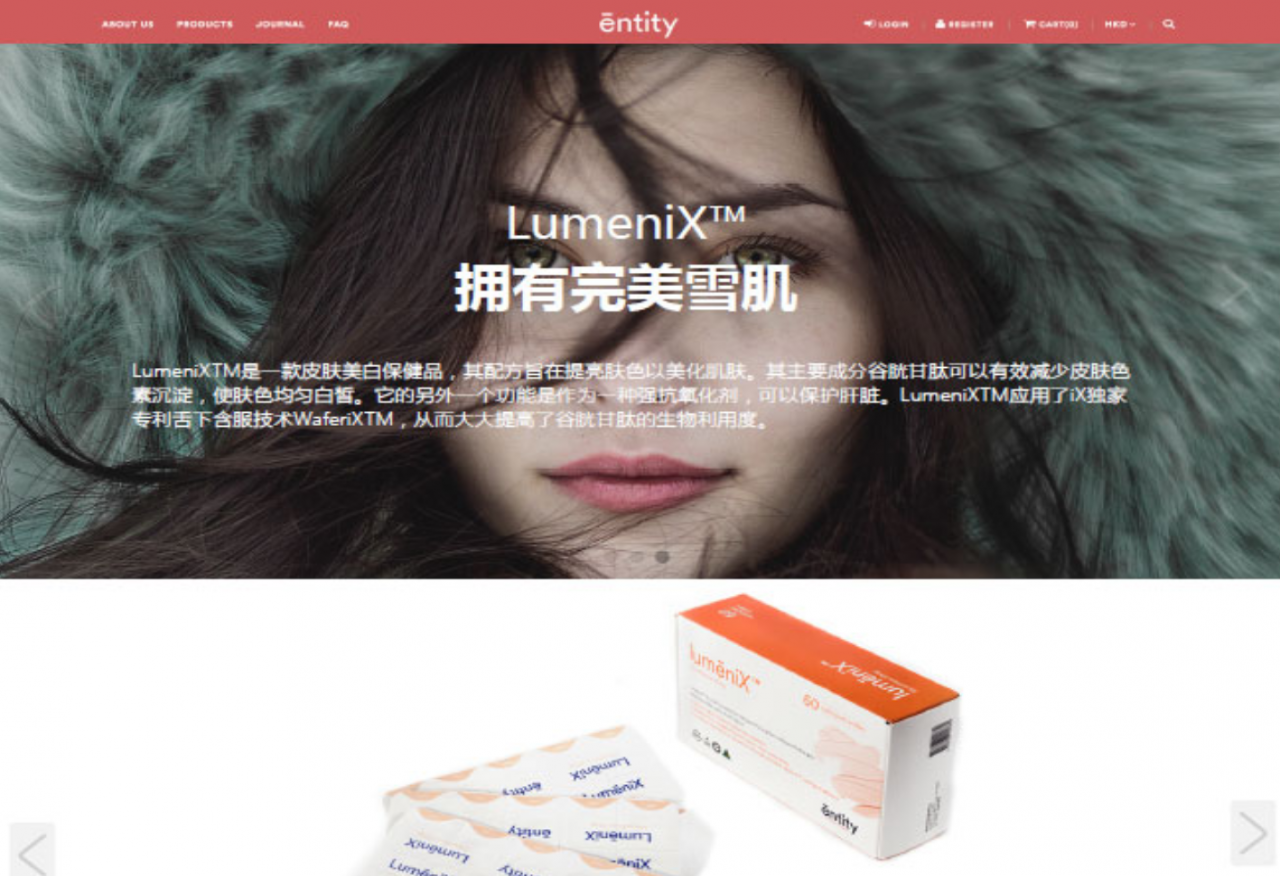 ABOUT US PRODUCTS JOURNAL FAQ ēntity LOGIN REGISTER CART(0) HKD
LumeniX™
拥有完美雪肌
LumeniXTM是一款皮肤美白保健品，其配方旨在提亮肤色以美化肌肤。其主要成分谷胱甘肽可以有效减少皮肤色
素沉淀，使肤色均匀白皙。它的另外一个功能是作为一种强抗氧化剂，可以保护肝脏。LumeniXTM应用了iX独家
专利舌下含服技术WaferiXTM，从而大大提高了谷胱甘肽的生物利用度。
lumēniX™
lumēniX™
60
ēntity
LumēniX
ēntity
LumēniX
ēntity
LumēniX
LumēniX